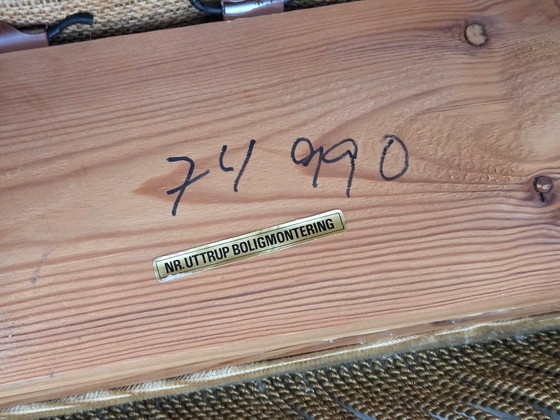 74 990
NR. UTTRUP BOLIGMONTERING